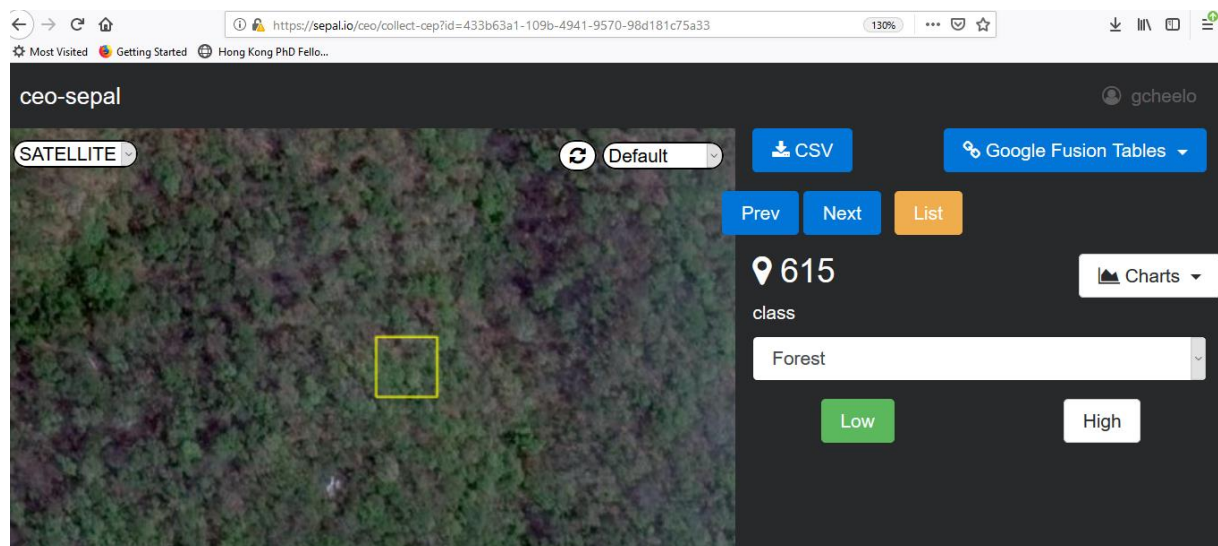 https://sepal.io/ceo/collect-cep?id=433b63a1-109b-4941-9570-98d181c75a33
130%
Most Visited Getting Started Hong Kong PhD Fello...
ceo-sepal
gcheelo
SATELLITE
Default
CSV
Google Fusion Tables
Prev
Next
List
615
Charts
class
Forest
Low
High